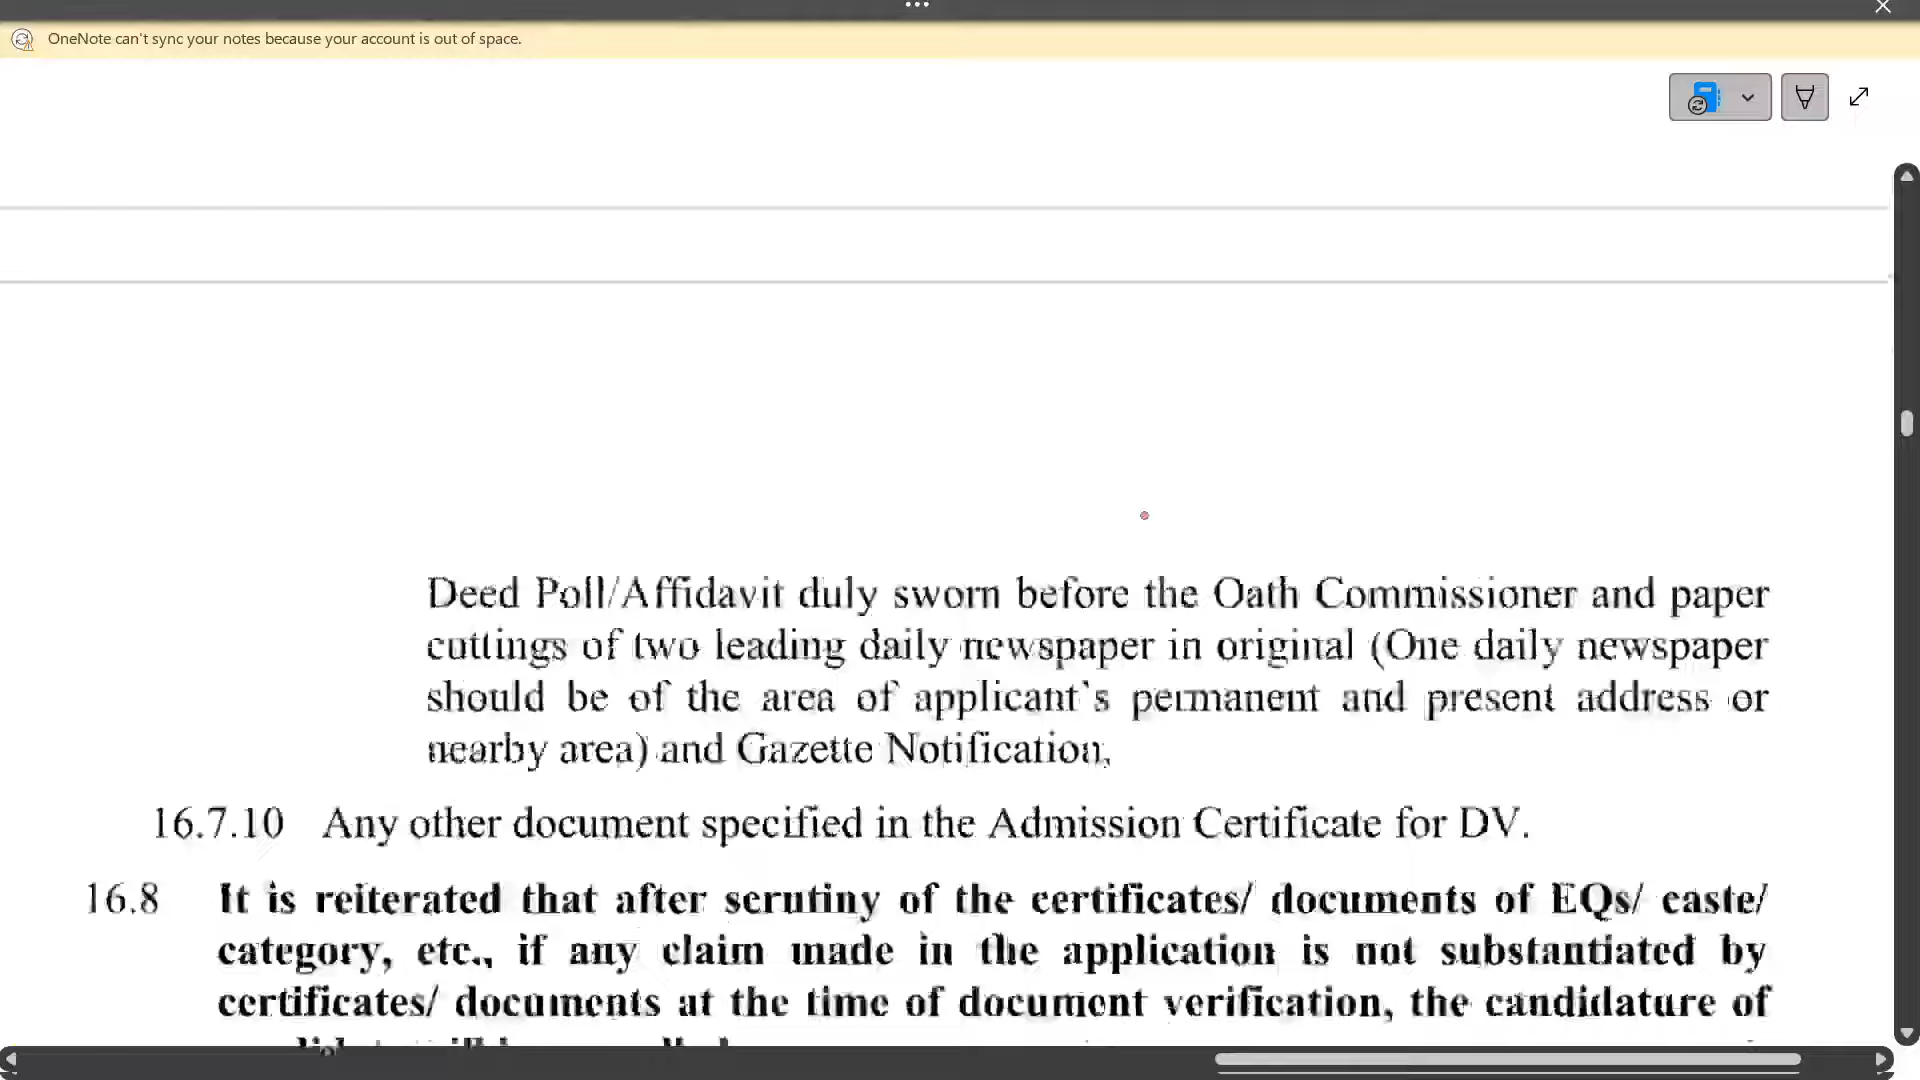 OneNote can't sync your notes because your account is out of space.
Deed Poll/Affidavit duly sworn before the Oath Commissioner and paper
cuttings of two leading daily newspaper in original (One daily newspaper
should be of the area of applicant's permanent and present address or
nearby area) and Gazette Notification,
16.7.10 Any other document specified in the Admission Certificate for DV.
16.8 It is reiterated that after scrutiny of the certificates/ documents of EQs/ caste/
category, etc., if any claim made in the application is not substantiated by
certificates/ documents at the time of document verification, the candidature of